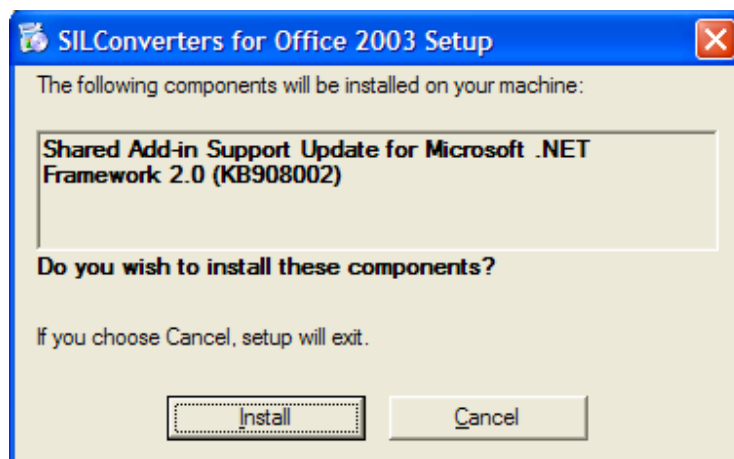 SILConverters for Office 2003 Setup
The following components will be installed on your machine:
Shared Add-in Support Update for Microsoft .NET
Framework 2.0 (KB908002)
Do you wish to install these components?
If you choose Cancel, setup will exit.
Install
Cancel